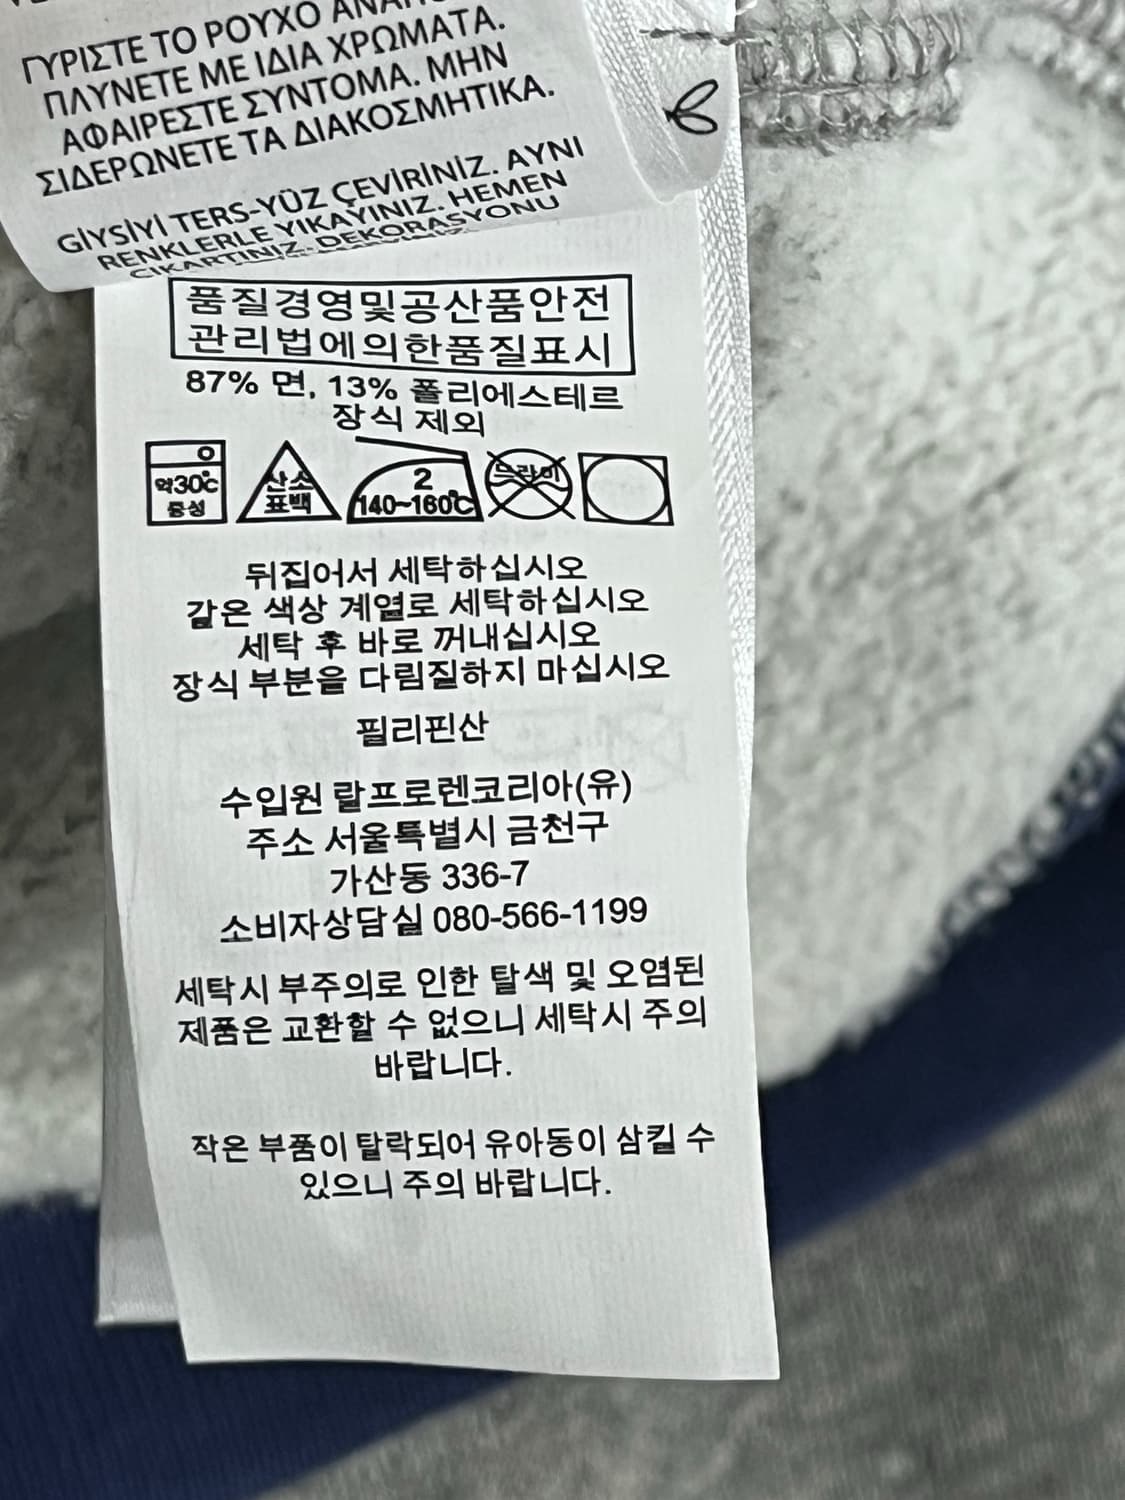 ΓΥΡΙΣΤΕ ΤΟ ΡΟΥΧΟ
ΠΛΥΝΕΤΕ ΜΕ ΙΔΙΑ ΧΡΩΜΑΤΑ.
ΑΦΑΙΡΕΣΤΕ ΣΥΝΤΟΜΑ. ΜΗΝ
ΣΙΔΕΡΩΝΕΤΕ ΤΑ ΔΙΑΚΟΣΜΗΤΙΚΑ.
GİYSİYİ TERS-YÜZ ÇEVİRİNİZ. AYNI
RENKLERLE YIKAYINIZ. HEMEN
ÇIKARTINIZ. DEKORASYONU
품질경영및공산품안전
관리법에의한품질표시
87% 면, 13% 폴리에스테르
장식 제외
약30℃
중성
산소
표백
2
140~160℃
드라이
뒤집어서 세탁하십시오
같은 색상 계열로 세탁하십시오
세탁 후 바로 꺼내십시오
장식 부분을 다림질하지 마십시오
필리핀산
수입원 랄프로렌코리아(유)
주소 서울특별시 금천구
가산동 336-7
소비자상담실 080-566-1199
세탁시 부주의로 인한 탈색 및 오염된
제품은 교환할 수 없으니 세탁시 주의
바랍니다.
작은 부품이 탈락되어 유아동이 삼킬 수
있으니 주의 바랍니다.